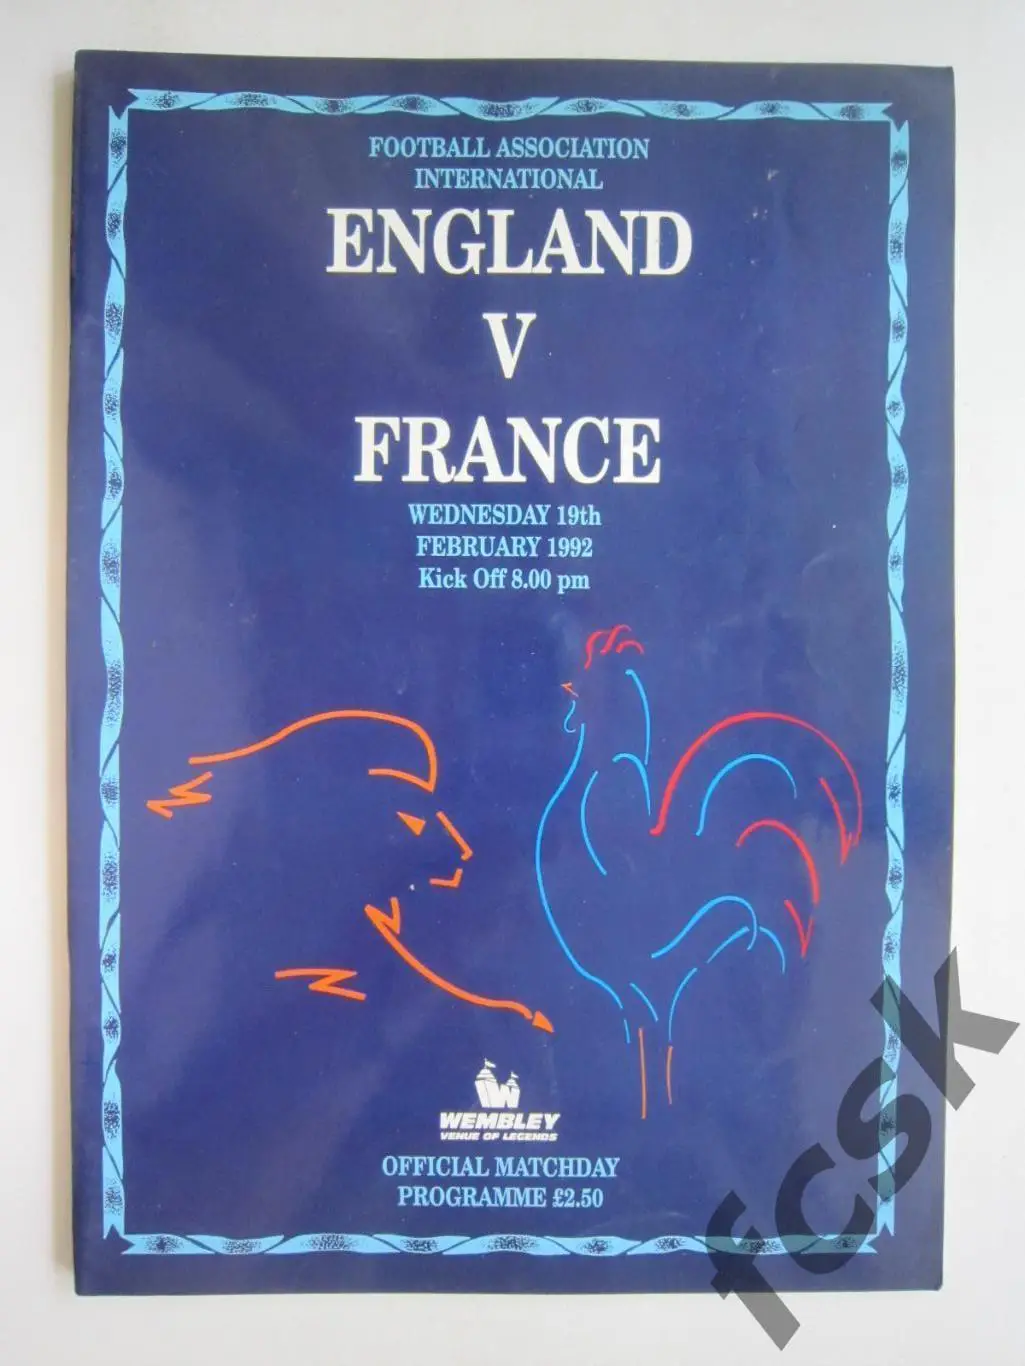 FOOTBALL ASSOCIATION
INTERNATIONAL
ENGLAND
V
FRANCE
WEDNESDAY 19th
FEBRUARY 1992
Kick Off 8.00 pm
W
WEMBLEY
VENUE OF LEGENDS
OFFICIAL MATCHDAY
PROGRAMME £2.50
fcsk